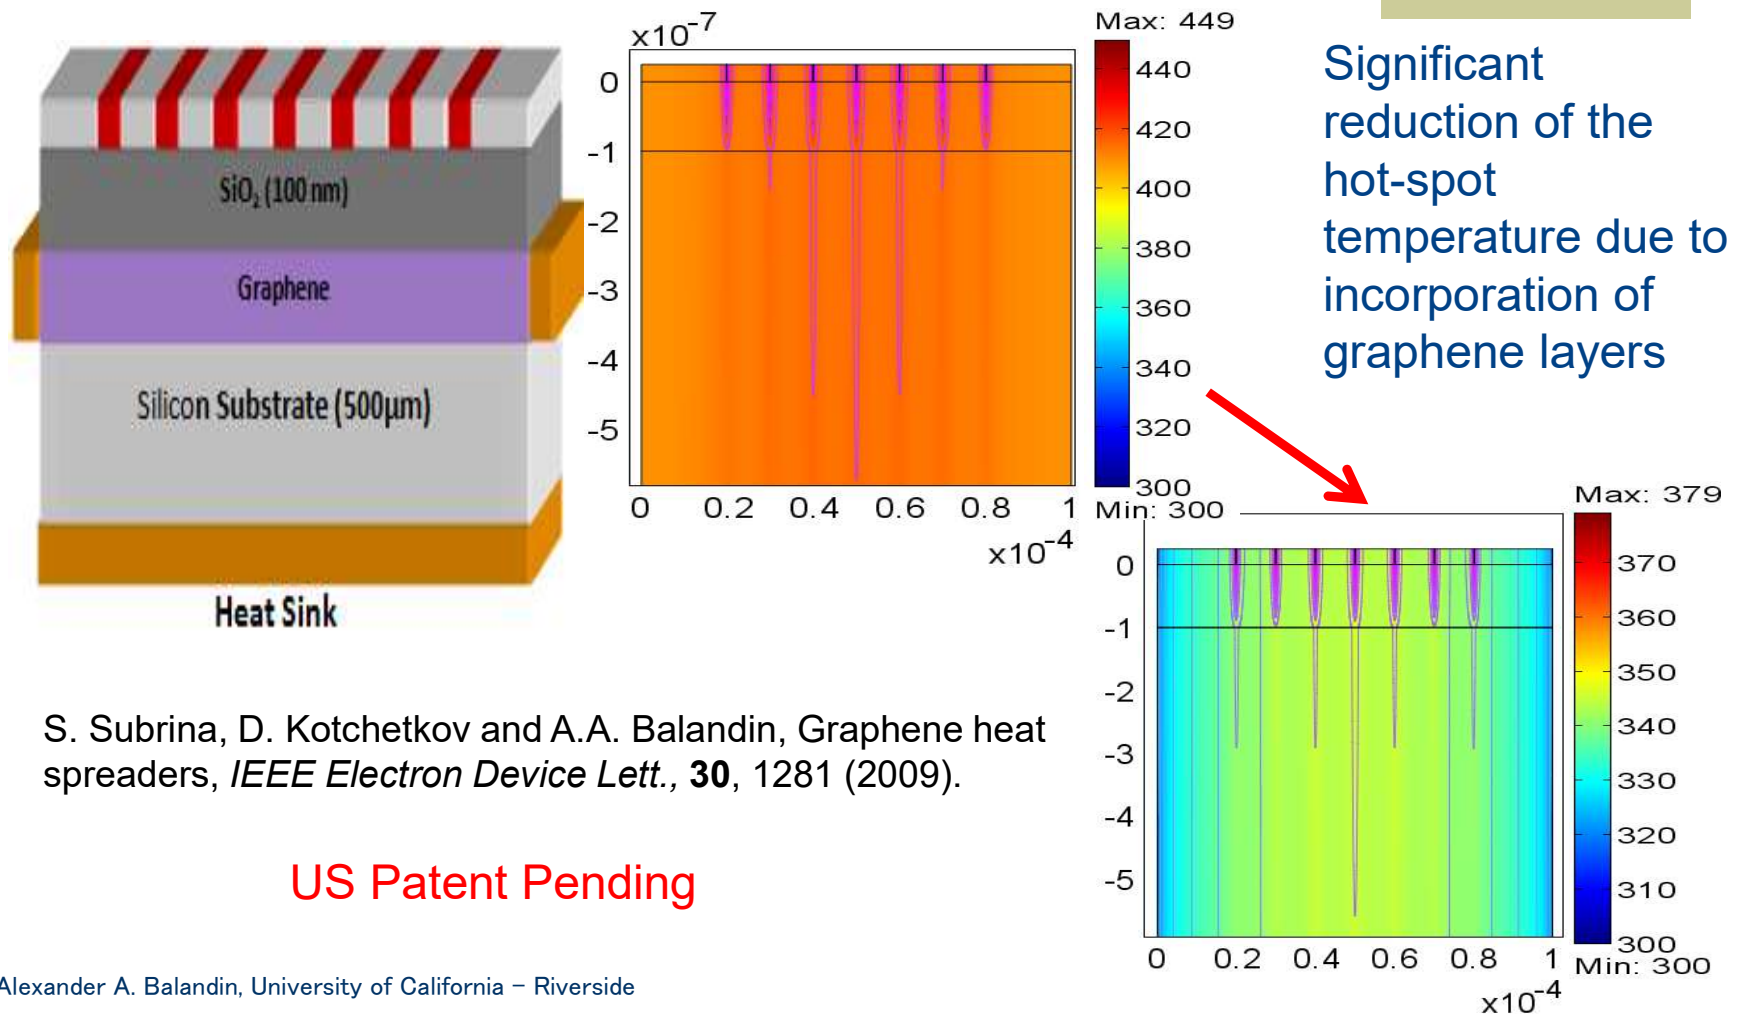 SiO₂ (100 nm)
Graphene
Silicon Substrate (500µm)
Heat Sink
x10⁻⁷
0
-1
-2
-3
-4
-5
0 0.2 0.4 0.6 0.8 1
x10⁻⁴
Max: 449
440
420
400
380
360
340
320
300
Min: 300
Significant
reduction of the
hot-spot
temperature due to
incorporation of
graphene layers
0
-1
-2
-3
-4
-5
0 0.2 0.4 0.6 0.8 1
x10⁻⁴
Max: 379
370
360
350
340
330
320
310
300
Min: 300
S. Subrina, D. Kotchetkov and A.A. Balandin, Graphene heat
spreaders, IEEE Electron Device Lett., 30, 1281 (2009).
US Patent Pending
Alexander A. Balandin, University of California – Riverside